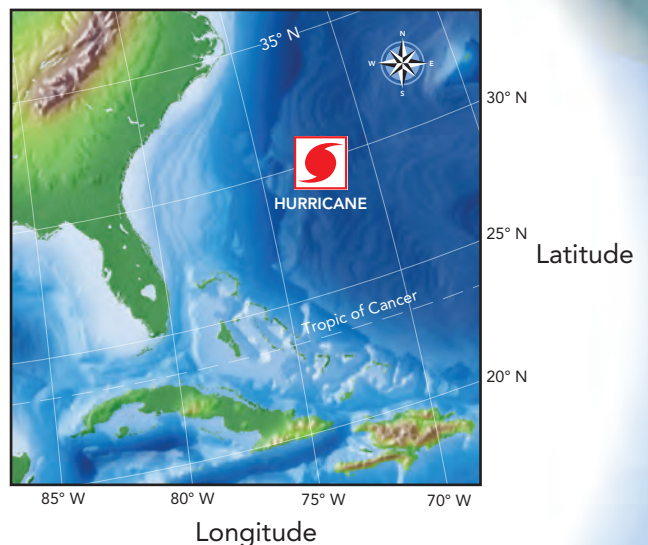 35° N
N
W E
S
30° N
HURRICANE
25° N
Latitude
Tropic of Cancer
20° N
85° W 80° W 75° W 70° W
Longitude